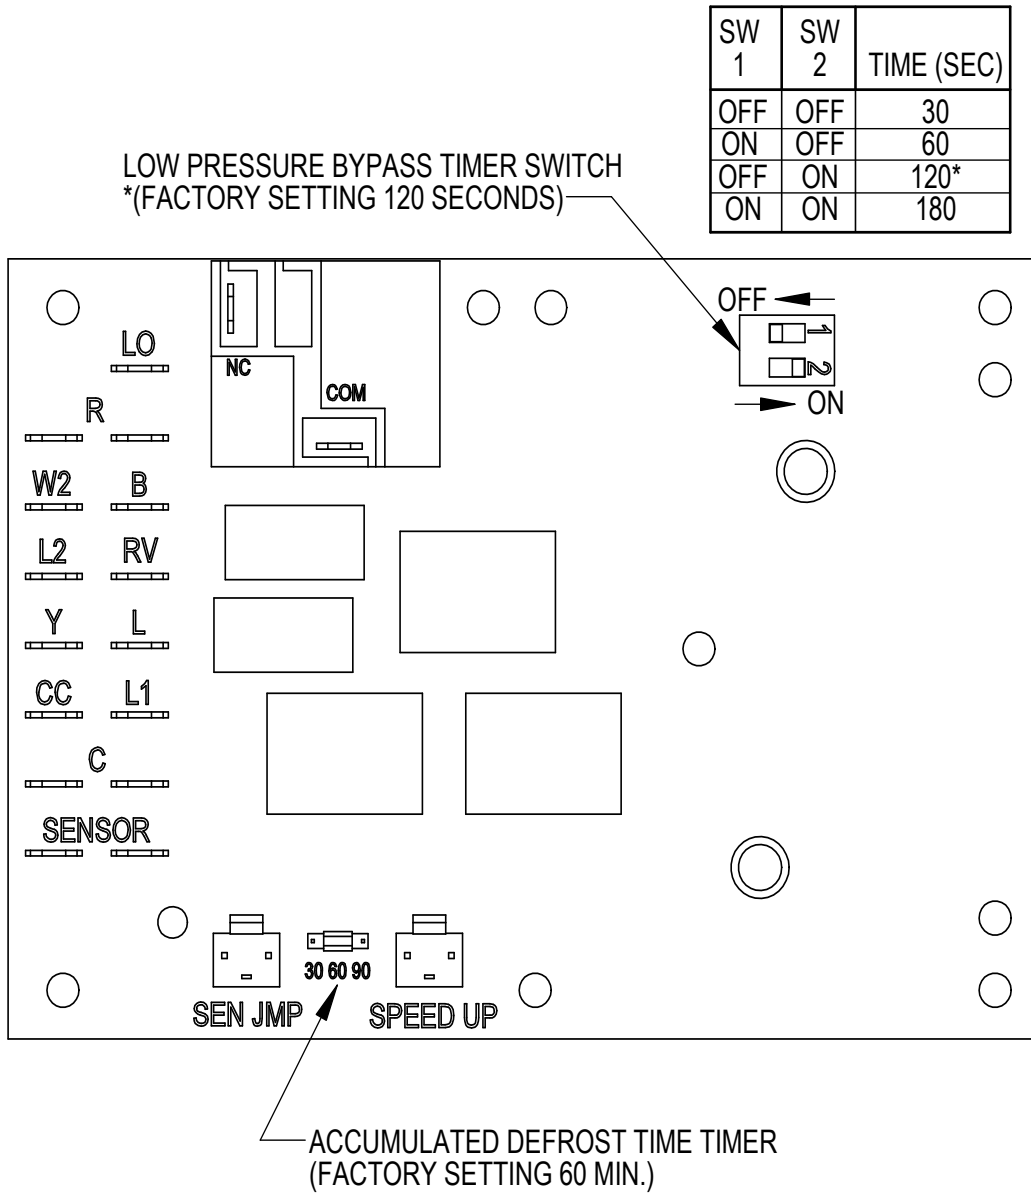 SW 1 SW 2 TIME (SEC)
OFF OFF 30
ON OFF 60
OFF ON 120*
ON ON 180
LOW PRESSURE BYPASS TIMER SWITCH
*(FACTORY SETTING 120 SECONDS)
OFF
1
2
ON
NC
COM
LO
R
W2 B
L2 RV
Y L
CC L1
C
SENSOR
30 60 90
SEN JMP SPEED UP
ACCUMULATED DEFROST TIME TIMER
(FACTORY SETTING 60 MIN.)